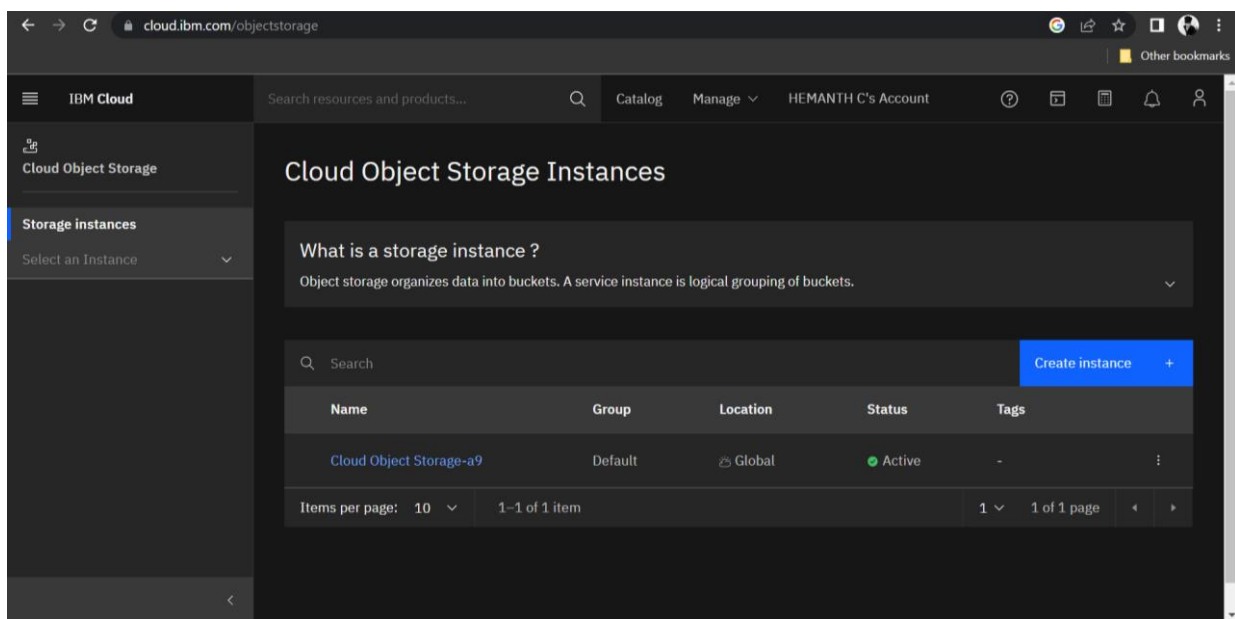 cloud.ibm.com/objectstorage
Other bookmarks
IBM Cloud
Search resources and products...
Catalog
Manage
HEMANTH C's Account
Cloud Object Storage
Storage instances
Select an Instance
Cloud Object Storage Instances
What is a storage instance ?
Object storage organizes data into buckets. A service instance is logical grouping of buckets.
Search
Create instance +
Name Group Location Status Tags
Cloud Object Storage-a9 Default Global Active -
Items per page: 10 1–1 of 1 item 1 1 of 1 page